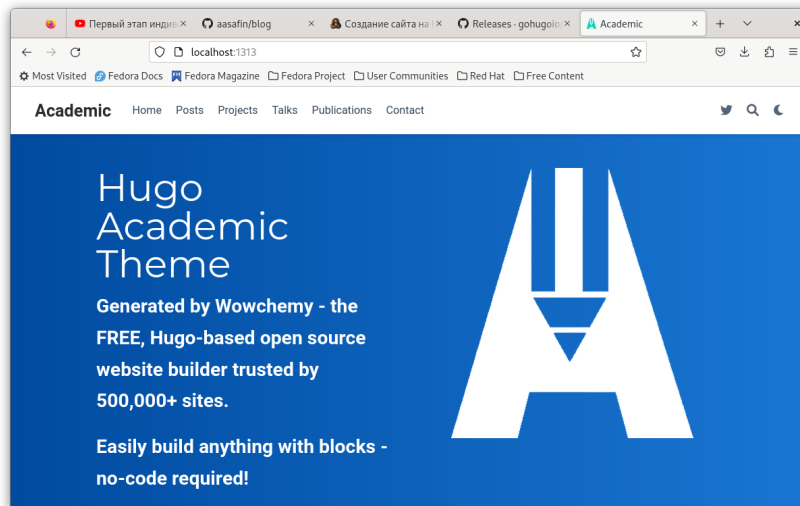 Первый этап индив
aasafin/blog
Создание сайта на
Releases · gohugoio/
Academic
localhost:1313
Most Visited
Fedora Docs
Fedora Magazine
Fedora Project
User Communities
Red Hat
Free Content
Academic
Home
Posts
Projects
Talks
Publications
Contact
Hugo
Academic
Theme
Generated by Wowchemy - the
FREE, Hugo-based open source
website builder trusted by
500,000+ sites.
Easily build anything with blocks -
no-code required!